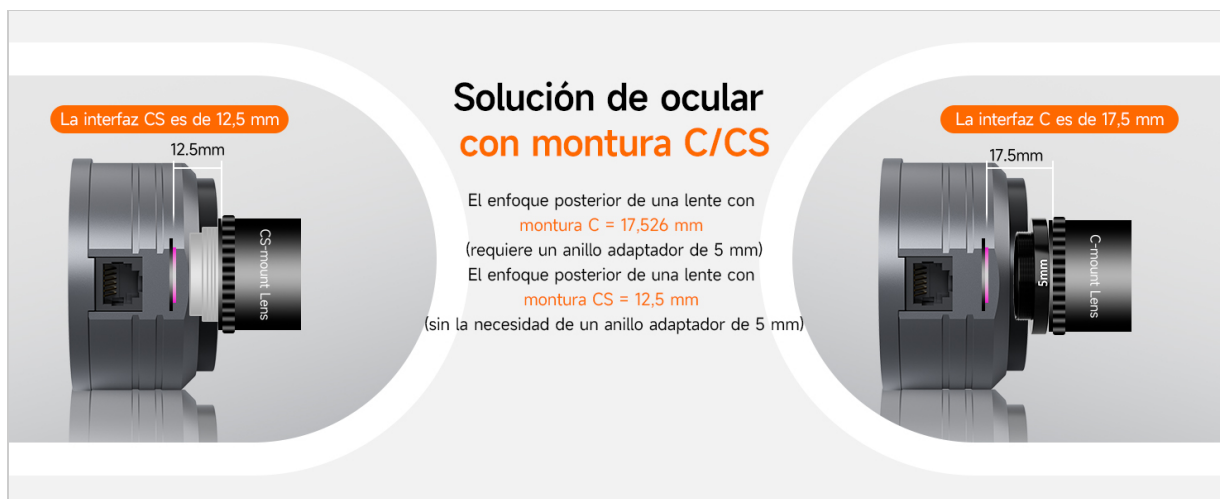 La interfaz CS es de 12,5 mm
12.5mm
CS-mount Lens
Solución de ocular
con montura C/CS
El enfoque posterior de una lente con
montura C = 17,526 mm
(requiere un anillo adaptador de 5 mm)
El enfoque posterior de una lente con
montura CS = 12,5 mm
(sin la necesidad de un anillo adaptador de 5 mm)
La interfaz C es de 17,5 mm
17.5mm
5mm
C-mount Lens